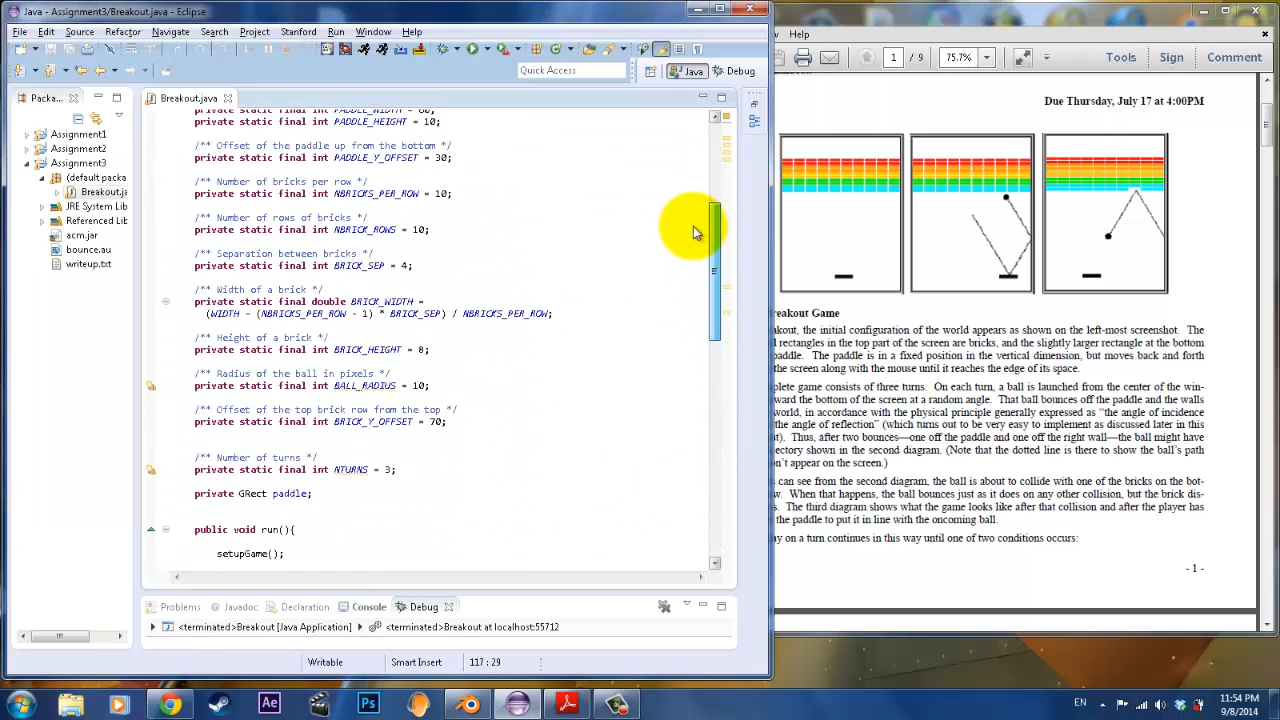 Java - Assignment3/Breakout.java - Eclipse
File Edit Source Refactor Navigate Search Project Stanford Run Window Help
Quick Access
Java
Debug
Packa...
Assignment1
Assignment2
Assignment3
(default packa
Breakout.ja
JRE System Lib
Referenced Lib
acm.jar
bounce.au
writeup.txt
Breakout.java
private static final int PADDLE_WIDTH = 60;
private static final int PADDLE_HEIGHT = 10;
/** Offset of the paddle up from the bottom */
private static final int PADDLE_Y_OFFSET = 30;
/** Number of bricks per row */
private static final int NBRICKS_PER_ROW = 10;
/** Number of rows of bricks */
private static final int NBRICK_ROWS = 10;
/** Separation between bricks */
private static final int BRICK_SEP = 4;
/** Width of a brick */
private static final double BRICK_WIDTH =
(WIDTH - (NBRICKS_PER_ROW - 1) * BRICK_SEP) / NBRICKS_PER_ROW;
/** Height of a brick */
private static final int BRICK_HEIGHT = 8;
/** Radius of the ball in pixels */
private static final int BALL_RADIUS = 10;
/** Offset of the top brick row from the top */
private static final int BRICK_Y_OFFSET = 70;
/** Number of turns */
private static final int NTURNS = 3;
private GRect paddle;
public void run(){
setupGame();
Problems @ Javadoc Declaration Console Debug
<terminated>Breakout [Java Application]
<terminated>Breakout at localhost:55712
Writable
Smart Insert
117 : 29
w Help
1 / 9
75.7%
Tools
Sign
Comment
Due Thursday, July 17 at 4:00PM
reakout Game
akout, the initial configuration of the world appears as shown on the left-most screenshot. The
d rectangles in the top part of the screen are bricks, and the slightly larger rectangle at the bottom
paddle. The paddle is in a fixed position in the vertical dimension, but moves back and forth
the screen along with the mouse until it reaches the edge of its space.
plete game consists of three turns. On each turn, a ball is launched from the center of the win-
ward the bottom of the screen at a random angle. That ball bounces off the paddle and the walls
world, in accordance with the physical principle generally expressed as "the angle of incidence
the angle of reflection" (which turns out to be very easy to implement as discussed later in this
ut). Thus, after two bounces—one off the paddle and one off the right wall—the ball might have
ectory shown in the second diagram. (Note that the dotted line is there to show the ball's path
n't appear on the screen.)
can see from the second diagram, the ball is about to collide with one of the bricks on the bot-
w. When that happens, the ball bounces just as it does on any other collision, but the brick dis-
s. The third diagram shows what the game looks like after that collision and after the player has
the paddle to put it in line with the oncoming ball.
ay on a turn continues in this way until one of two conditions occurs:
- 1 -
EN
11:54 PM
9/8/2014